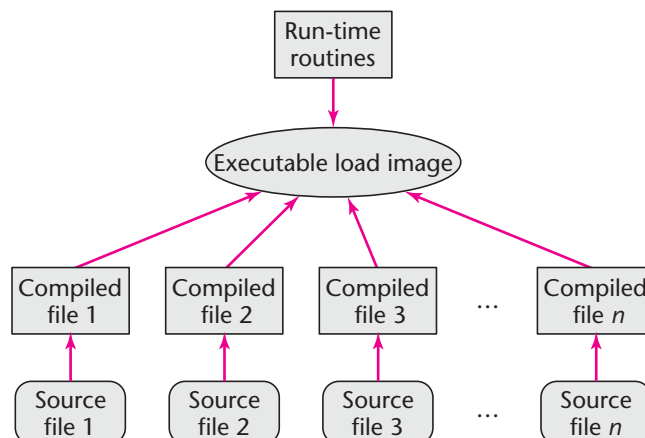 Run-time
routines
Executable load image
Compiled
file 1
Compiled
file 2
Compiled
file 3
...
Compiled
file n
Source
file 1
Source
file 2
Source
file 3
...
Source
file n